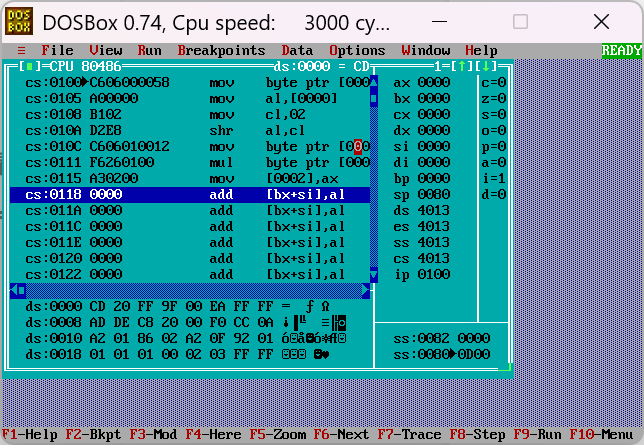 DOS BOX DOSBox 0.74, Cpu speed: 3000 cy...
≡ File View Run Breakpoints Data Options Window Help READY
[■]=CPU 80486 ds:0000 = CD 1=[↑][↓]
cs:0100►C606000058 mov byte ptr [000 ax 0000 c=0
cs:0105 A00000 mov al,[0000] bx 0000 z=0
cs:0108 B102 mov cl,02 cx 0000 s=0
cs:010A D2E8 shr al,cl dx 0000 o=0
cs:010C C606010012 mov byte ptr [000 si 0000 p=0
cs:0111 F6260100 mul byte ptr [000 di 0000 a=0
cs:0115 A30200 mov [0002],ax bp 0000 i=1
cs:0118 0000 add [bx+si],al sp 0080 d=0
cs:011A 0000 add [bx+si],al ds 4013
cs:011C 0000 add [bx+si],al es 4013
cs:011E 0000 add [bx+si],al ss 4013
cs:0120 0000 add [bx+si],al cs 4013
cs:0122 0000 add [bx+si],al ip 0100
ds:0000 CD 20 FF 9F 00 EA FF FF = ƒ Ω
ds:0008 AD DE C8 20 00 F0 CC 0A
ds:0010 A2 01 86 02 A2 0F 92 01 ss:0082 0000
ds:0018 01 01 01 00 02 03 FF FF ☺☺☺ ☻♥ ss:0080►0D00
F1-Help F2-Bkpt F3-Mod F4-Here F5-Zoom F6-Next F7-Trace F8-Step F9-Run F10-Menu